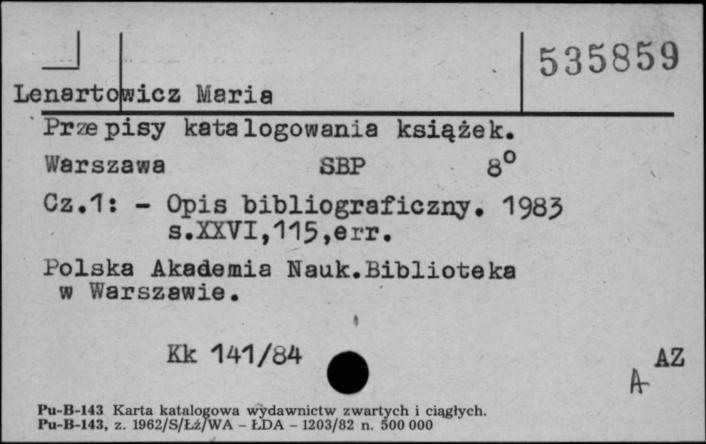 535859
Lenartowicz Maria
Przepisy katalogowania książek.
Warszawa SBP 8°
Cz.1: - Opis bibliograficzny. 1983
s.XXVI,115,err.
Polska Akademia Nauk.Biblioteka
w Warszawie.
Kk 141/84
AZ
A
Pu-B-143 Karta katalogowa wydawnictw zwartych i ciągłych.
Pu-B-143, z. 1962/S/Łż/WA - ŁDA - 1203/82 n. 500 000